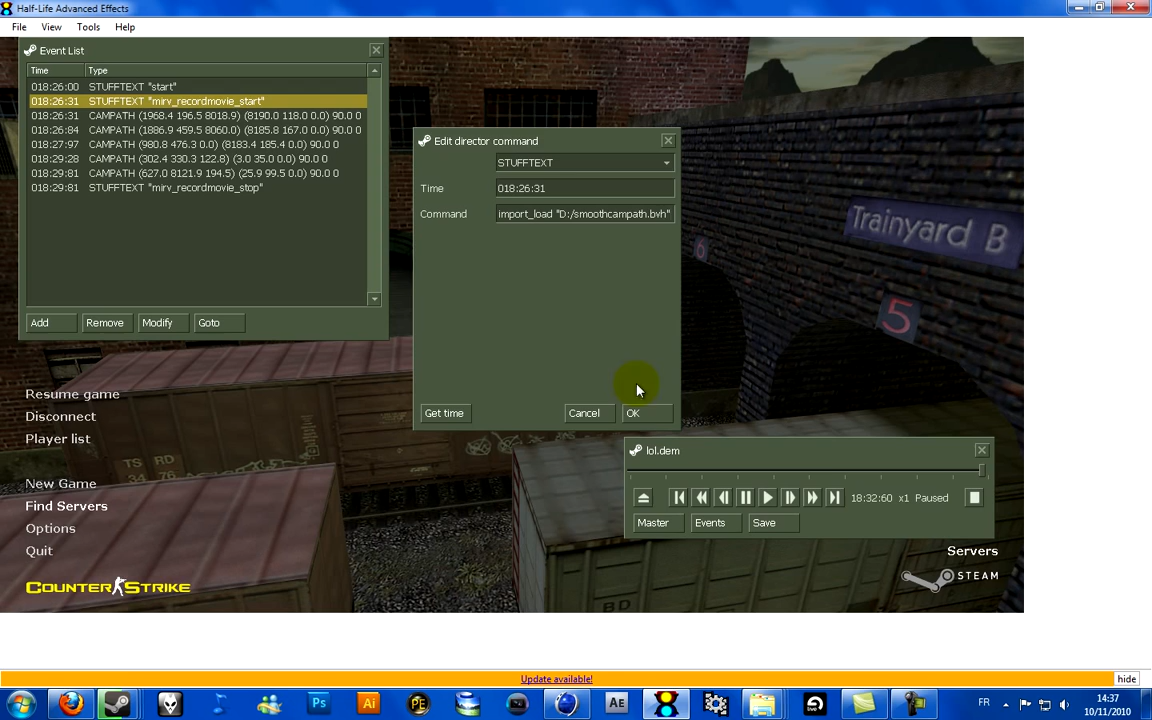 Half-Life Advanced Effects
File View Tools Help
Event List
Time Type
018:26:00 STUFFTEXT "start"
018:26:31 STUFFTEXT "mirv_recordmovie_start"
018:26:31 CAMPATH (1968.4 196.5 8018.9) (8190.0 118.0 0.0) 90.0 0
018:26:84 CAMPATH (1886.9 459.5 8060.0) (8185.8 167.0 0.0) 90.0 0
018:27:97 CAMPATH (980.8 476.3 0.0) (8183.4 185.4 0.0) 90.0 0
018:29:28 CAMPATH (302.4 330.3 122.8) (3.0 35.0 0.0) 90.0 0
018:29:81 CAMPATH (627.0 8121.9 194.5) (25.9 99.5 0.0) 90.0 0
018:29:81 STUFFTEXT "mirv_recordmovie_stop"
Add Remove Modify Goto
Edit director command
STUFFTEXT
Time 018:26:31
Command import_load "D:/smoothcampath.bvh"
Get time Cancel OK
Trainyard B
6
5
Resume game
Disconnect
Player list
New Game
Find Servers
Options
Quit
COUNTER STRIKE
TS RD
BD
lol.dem
18:32:60 x1 Paused
Master Events Save
Servers
STEAM
Update available!
hide
Ps
Ai
PE
AE
live
FR
14:37
10/11/2010